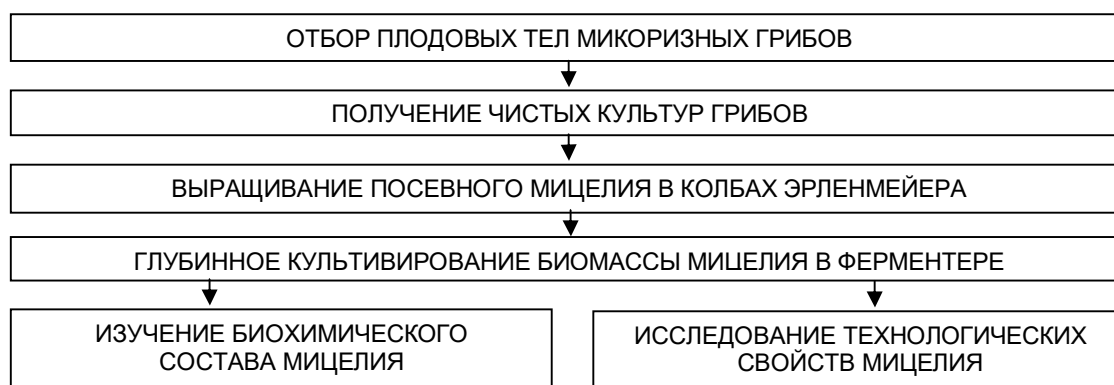 ОТБОР ПЛОДОВЫХ ТЕЛ МИКОРИЗНЫХ ГРИБОВ
ПОЛУЧЕНИЕ ЧИСТЫХ КУЛЬТУР ГРИБОВ
ВЫРАЩИВАНИЕ ПОСЕВНОГО МИЦЕЛИЯ В КОЛБАХ ЭРЛЕНМЕЙЕРА
ГЛУБИННОЕ КУЛЬТИВИРОВАНИЕ БИОМАССЫ МИЦЕЛИЯ В ФЕРМЕНТЕРЕ
ИЗУЧЕНИЕ БИОХИМИЧЕСКОГО
СОСТАВА МИЦЕЛИЯ
ИССЛЕДОВАНИЕ ТЕХНОЛОГИЧЕСКИХ
СВОЙСТВ МИЦЕЛИЯ